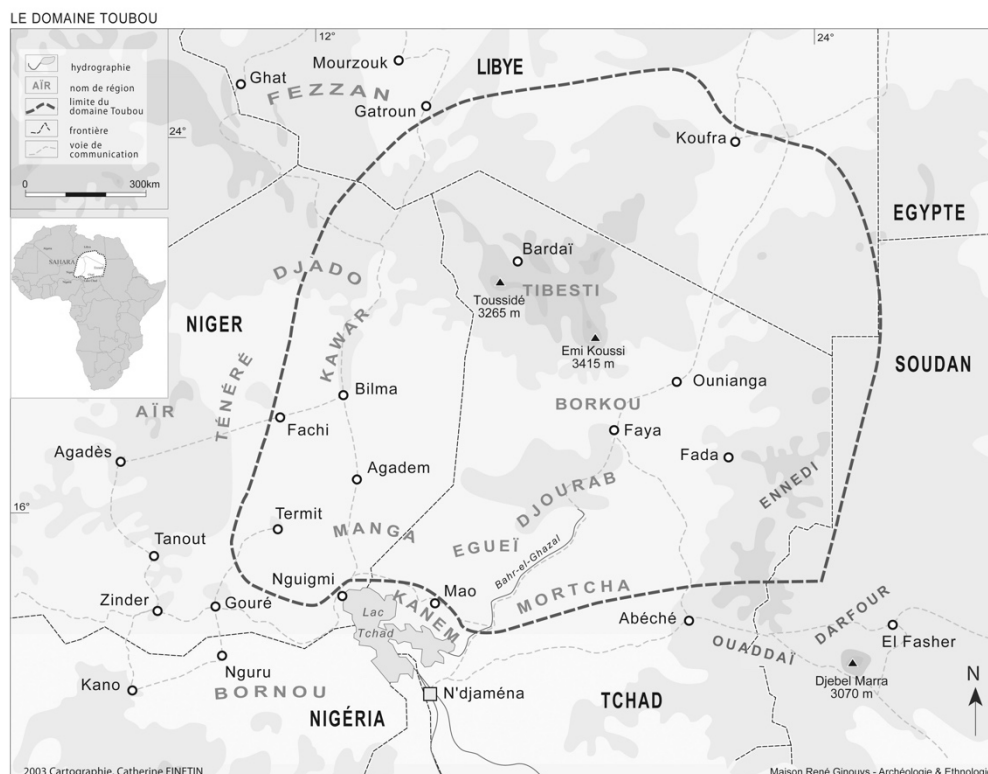 LE DOMAINE TOUBOU
hydrographie
AÏR nom de région
limite du
domaine Toubou
frontière
voie de
communication
0 300km
12°
24°
24°
16°
Mourzouk
LIBYE
Ghat
FEZZAN
Gatroun
Koufra
EGYPTE
SAHARA
Bardaï
DJADO
TIBESTI
Toussidé
3265 m
NIGER
Emi Koussi
3415 m
SOUDAN
KAWAR
TÉNÉRÉ
Bilma
Ounianga
AÏR
Fachi
BORKOU
Faya
Agadès
Agadem
Fada
ENNEDI
DJOURAB
Termit
MANGA
EGUEÏ
Tanout
Bahr-el-Ghazal
Nguigmi
Mao
MORTCHA
KANEM
Zinder
Gouré
Lac
Tchad
Abéché
DARFOUR
El Fasher
OUADDAÏ
Nguru
Djebel Marra
3070 m
Kano
BORNOU
N'djaména
TCHAD
NIGÉRIA
N
2003 Cartographie, Catherine FINETIN
Maison René Ginouvs - Archéologie & Ethnologie